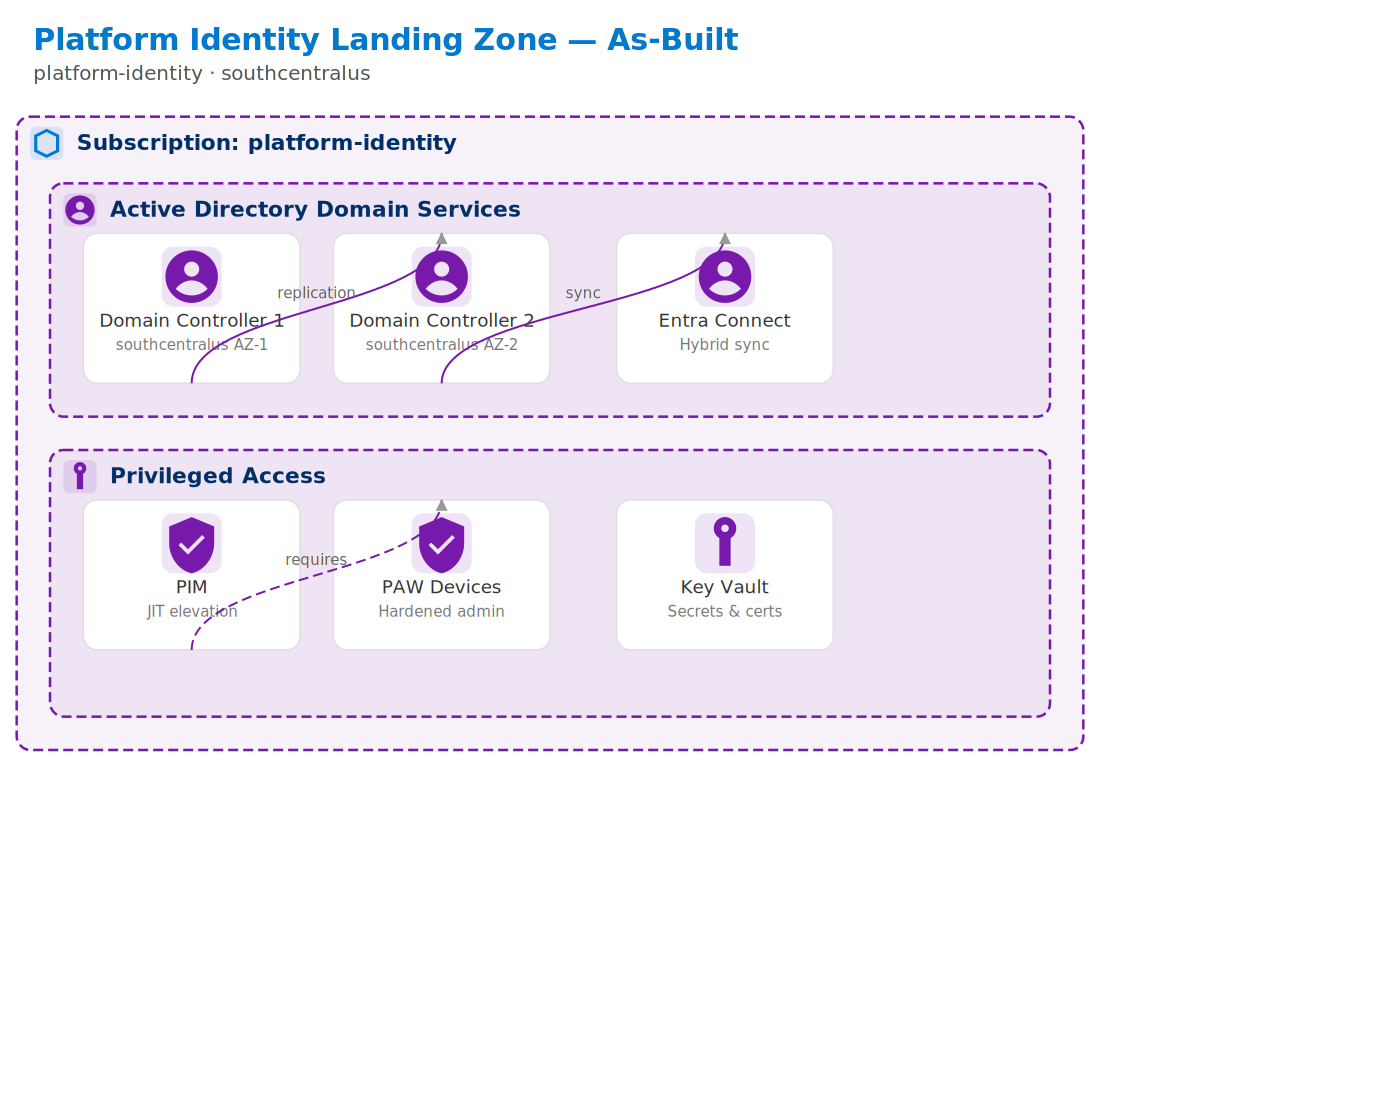 Platform Identity Landing Zone — As-Built
platform-identity · southcentralus
Subscription: platform-identity
Active Directory Domain Services
replication
sync
Domain Controller 1
southcentralus AZ-1
Domain Controller 2
southcentralus AZ-2
Entra Connect
Hybrid sync
Privileged Access
requires
PIM
JIT elevation
PAW Devices
Hardened admin
Key Vault
Secrets & certs